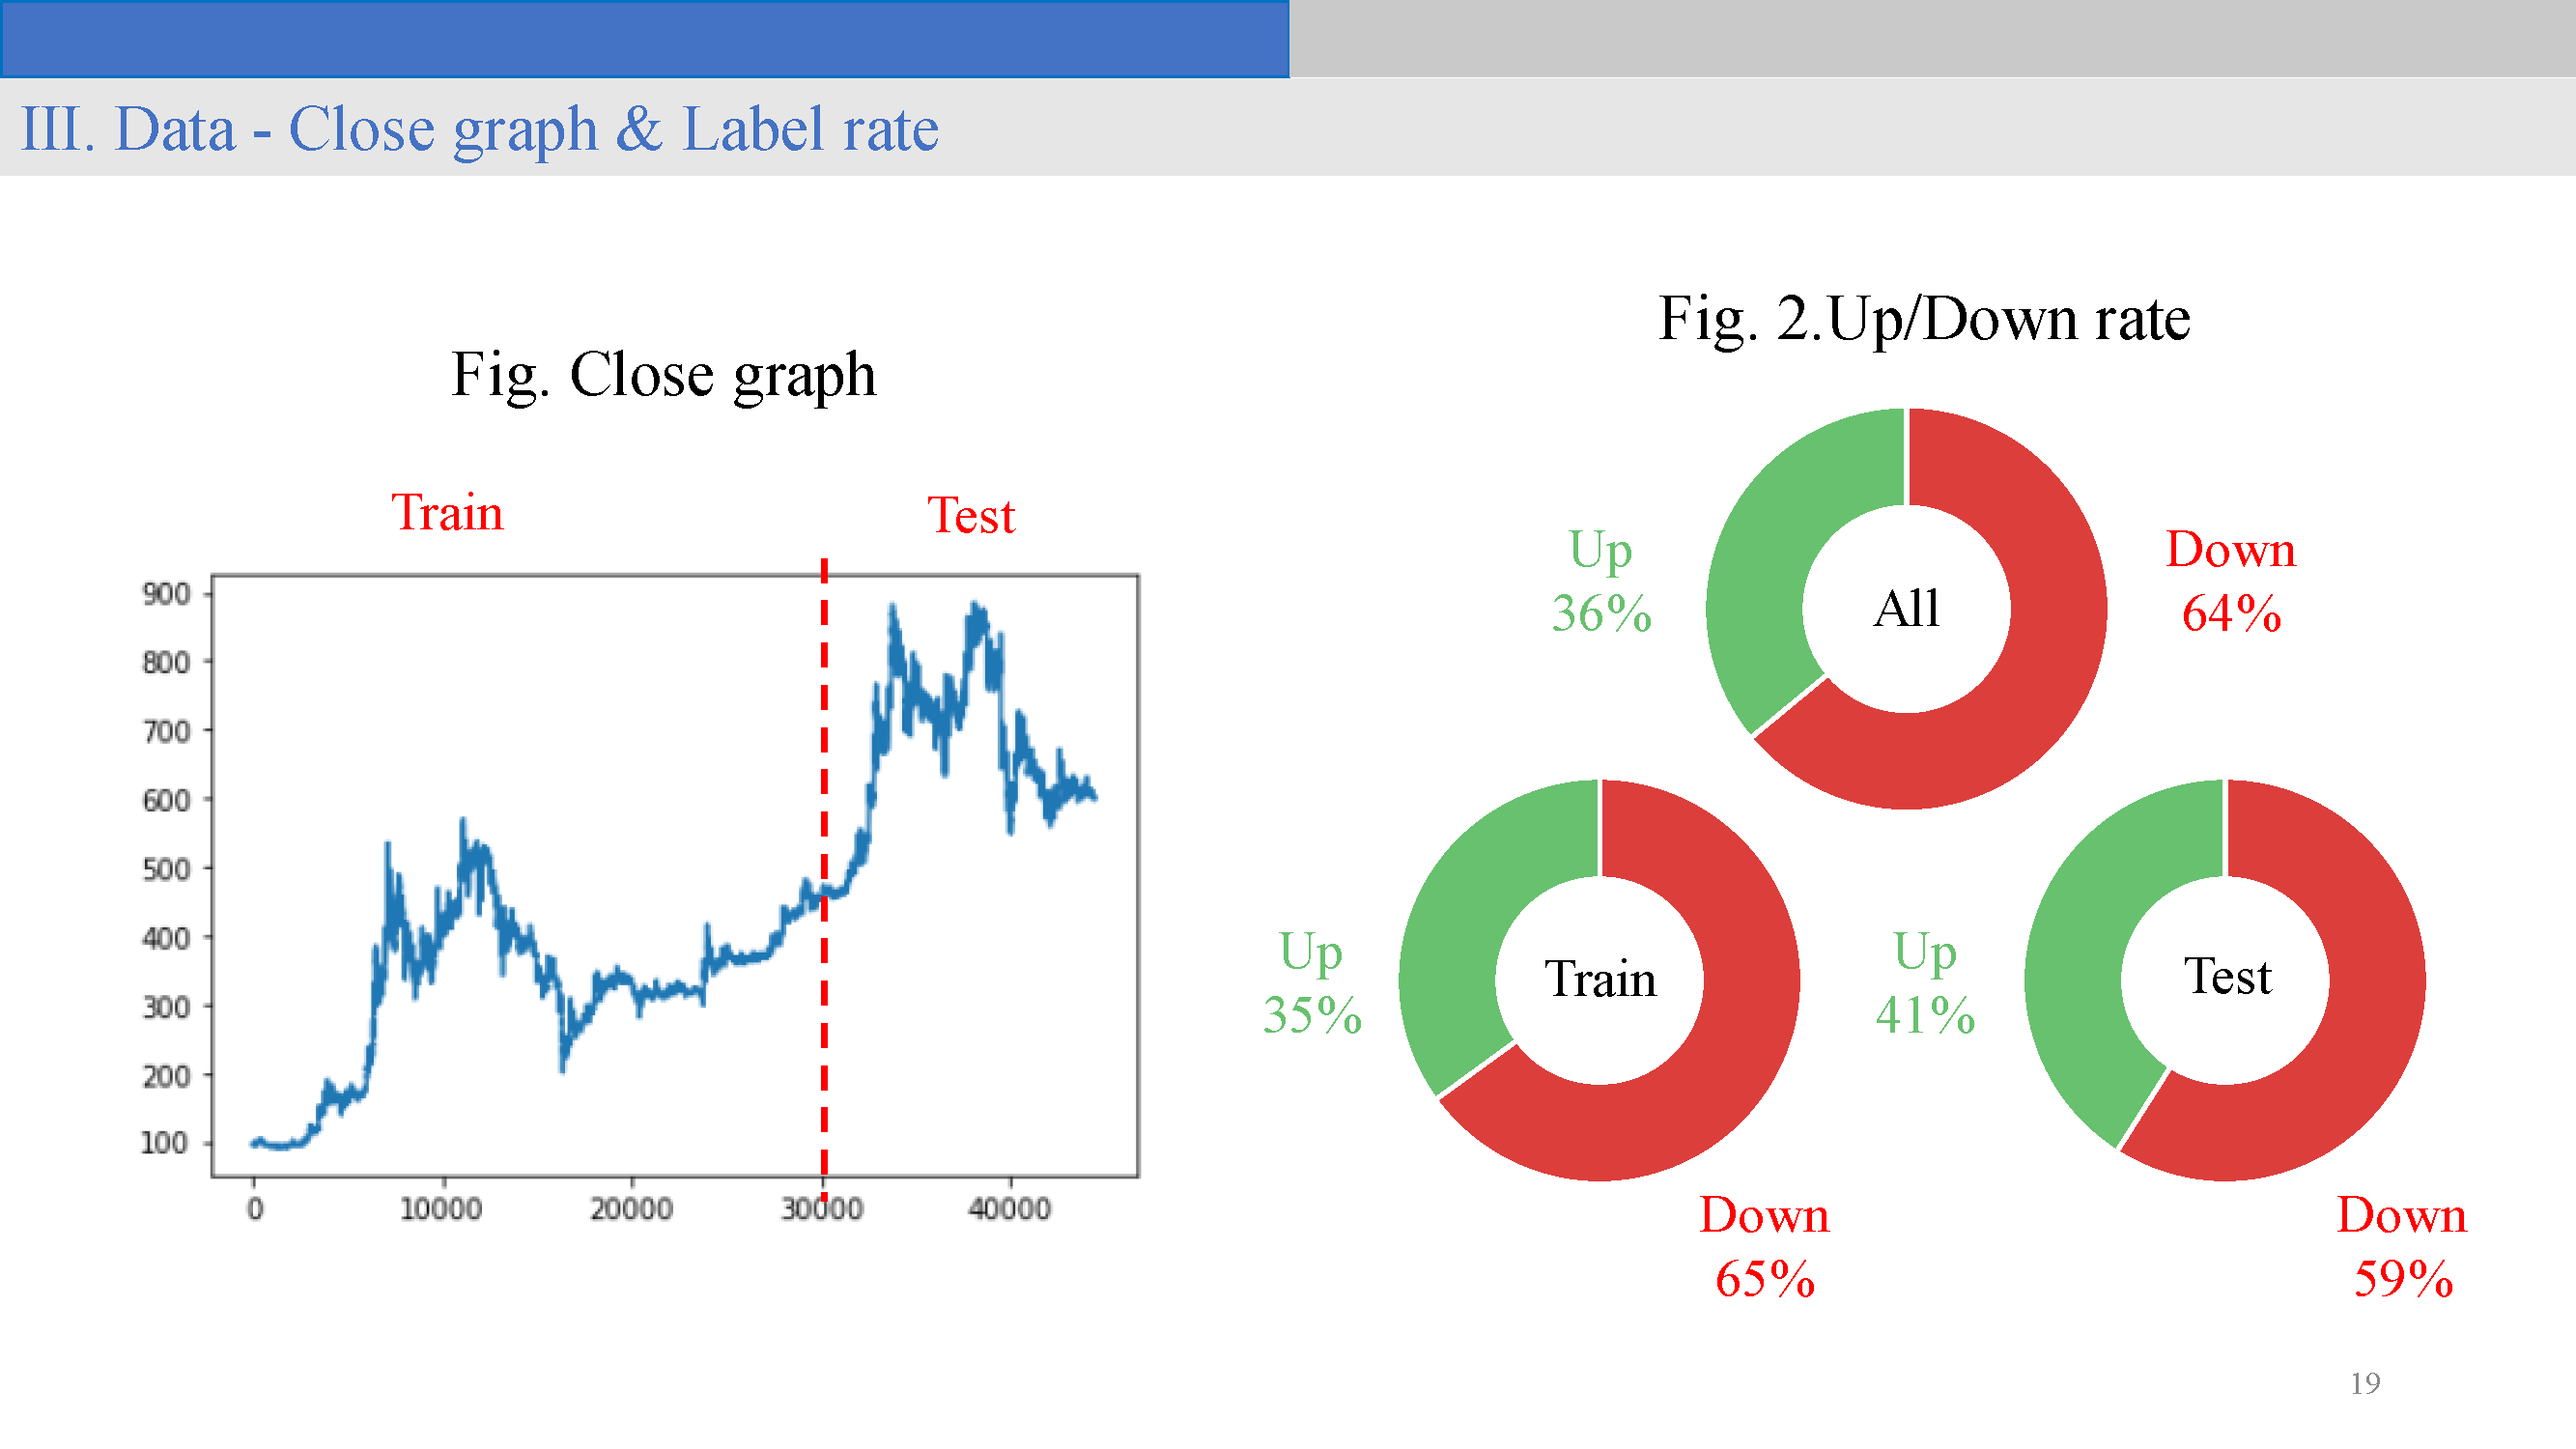 III. Data - Close graph & Label rate
Fig. Close graph
Train
Test
900
800
700
600
500
400
300
200
100
0
10000
20000
30000
40000
Fig. 2.Up/Down rate
Up
36%
All
Down
64%
Up
35%
Train
Down
65%
Up
41%
Test
Down
59%
19